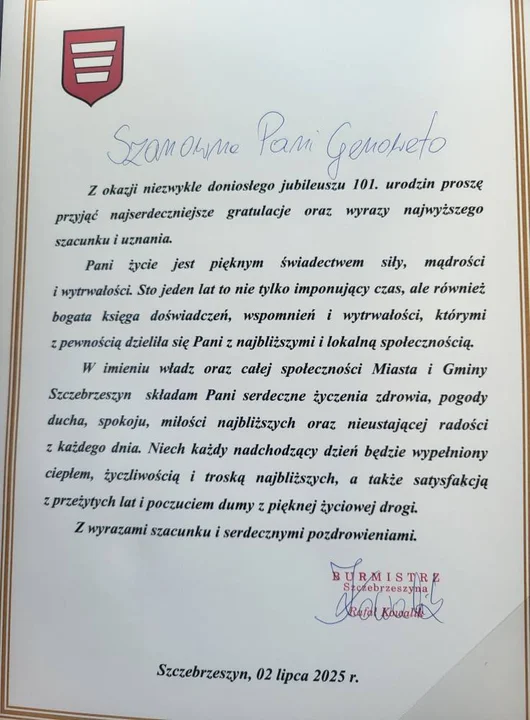 Szanowna Pani Genowefo
Z okazji niezwykle doniosłego jubileuszu 101. urodzin proszę
przyjąć najserdeczniejsze gratulacje oraz wyrazy najwyższego
szacunku i uznania.
Pani życie jest pięknym świadectwem siły, mądrości
i wytrwałości. Sto jeden lat to nie tylko imponujący czas, ale również
bogata księga doświadczeń, wspomnień i wytrwałości, którymi
z pewnością dzieliła się Pani z najbliższymi i lokalną społecznością.
W imieniu władz oraz całej społeczności Miasta i Gminy
Szczebrzeszyn składam Pani serdeczne życzenia zdrowia, pogody
ducha, spokoju, miłości najbliższych oraz nieustającej radości
z każdego dnia. Niech każdy nadchodzący dzień będzie wypełniony
ciepłem, życzliwością i troską najbliższych, a także satysfakcją
z przeżytych lat i poczuciem dumy z pięknej życiowej drogi.
Z wyrazami szacunku i serdecznymi pozdrowieniami.
BURMISTRZ
Szczebrzeszyna
Rafał Kowalik
Szczebrzeszyn, 02 lipca 2025 r.